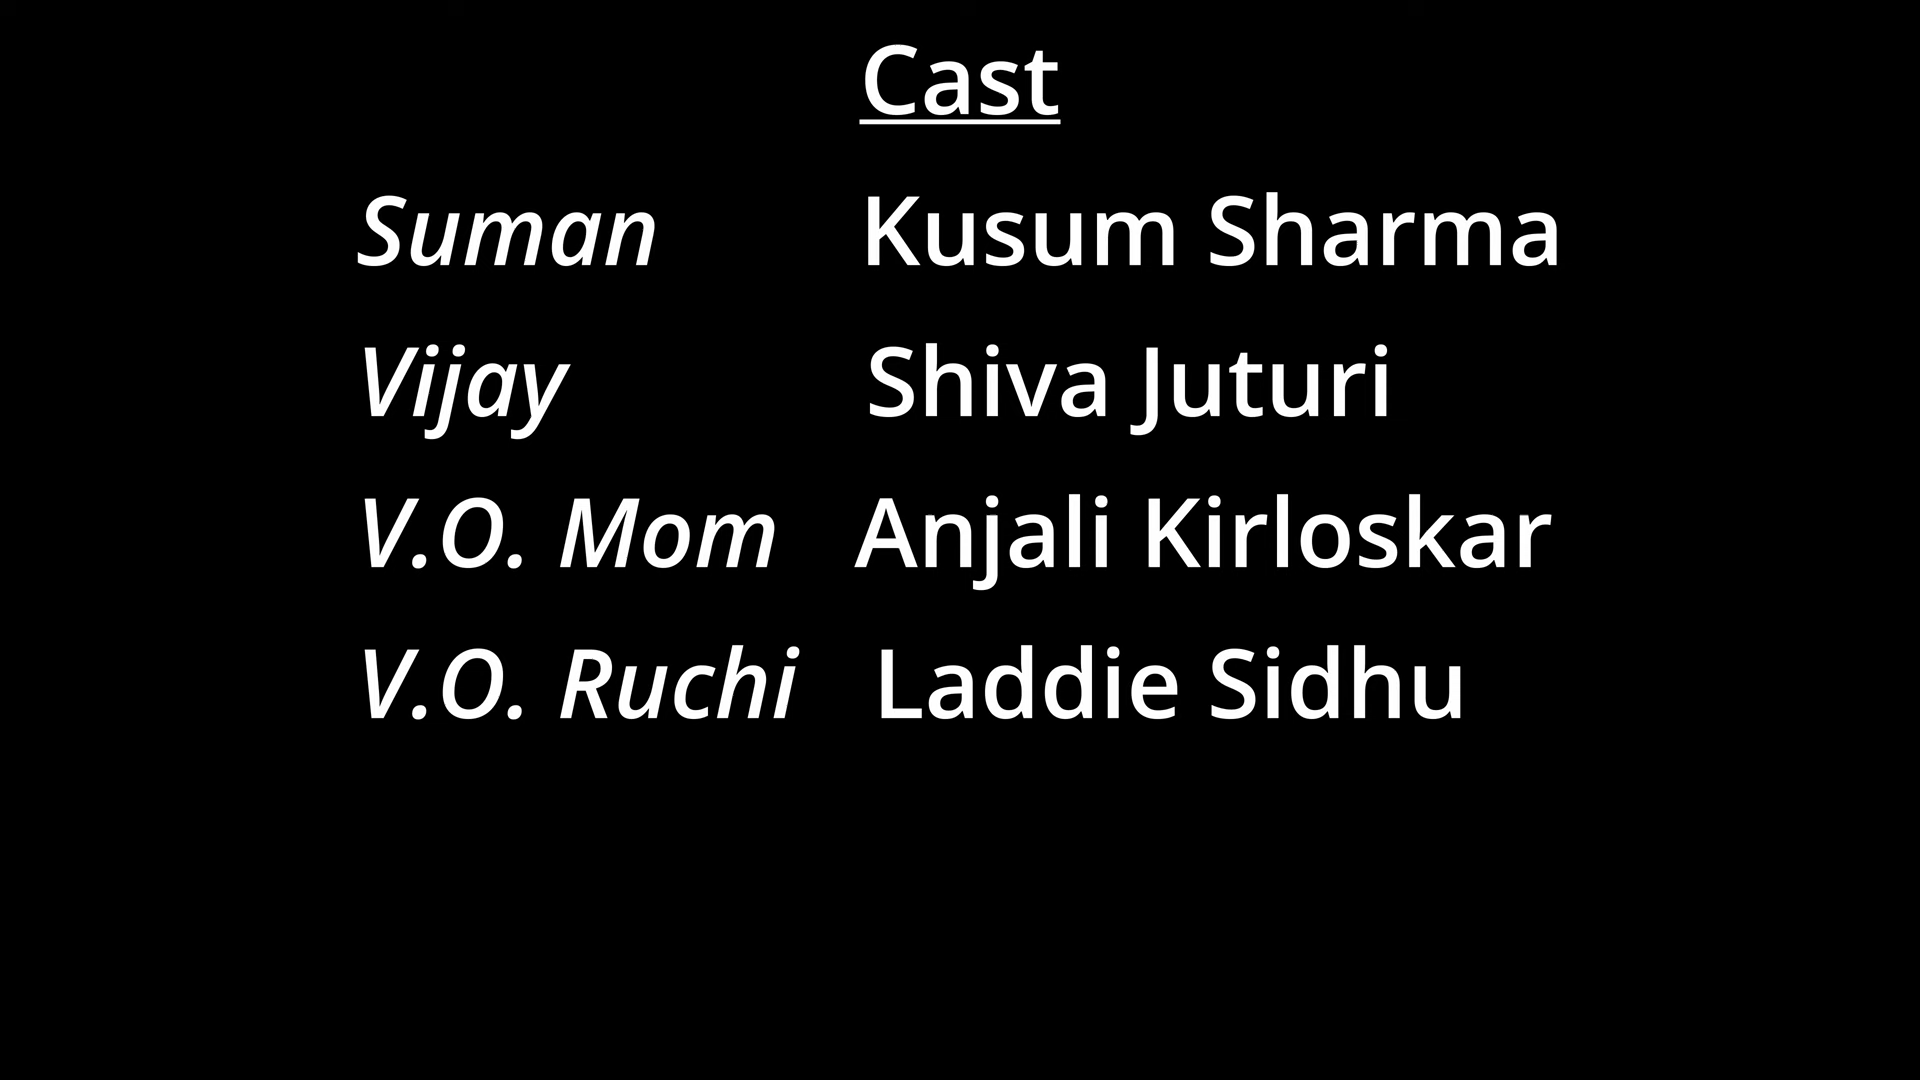 Cast
Suman Kusum Sharma
Vijay Shiva Juturi
V.O. Mom Anjali Kirloskar
V.O. Ruchi Laddie Sidhu